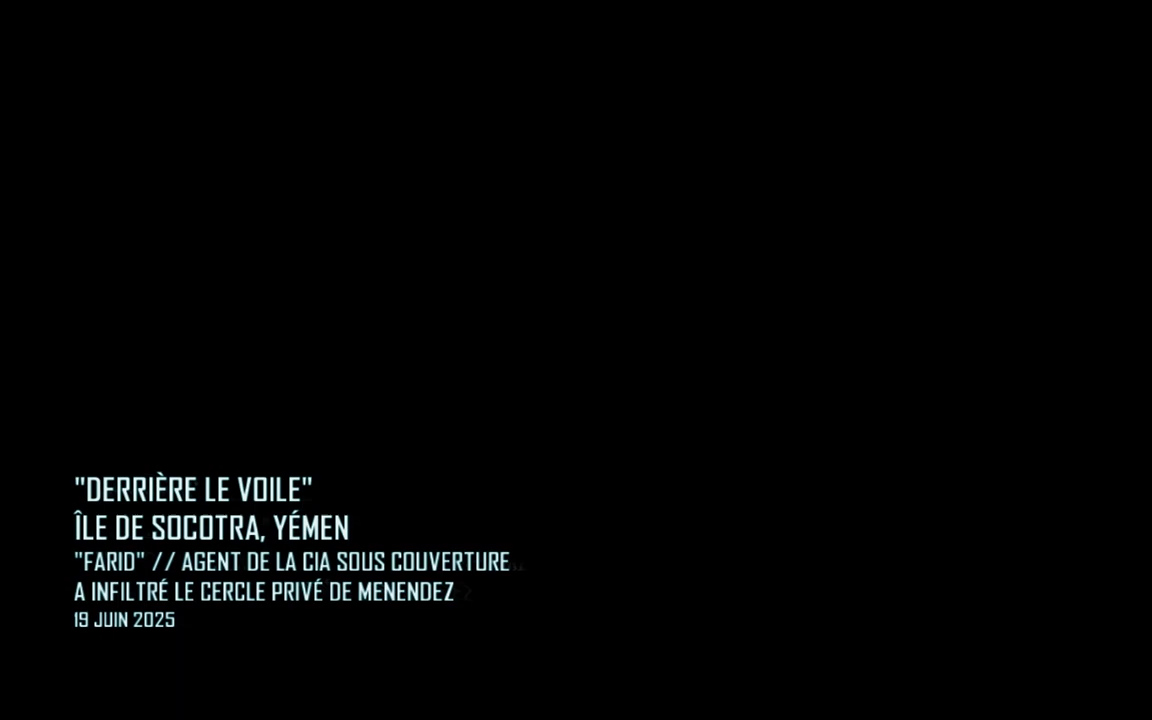 "DERRIÈRE LE VOILE"
ÎLE DE SOCOTRA, YÉMEN
"FARID" // AGENT DE LA CIA SOUS COUVERTURE
A INFILTRÉ LE CERCLE PRIVÉ DE MENENDEZ
19 JUIN 2025